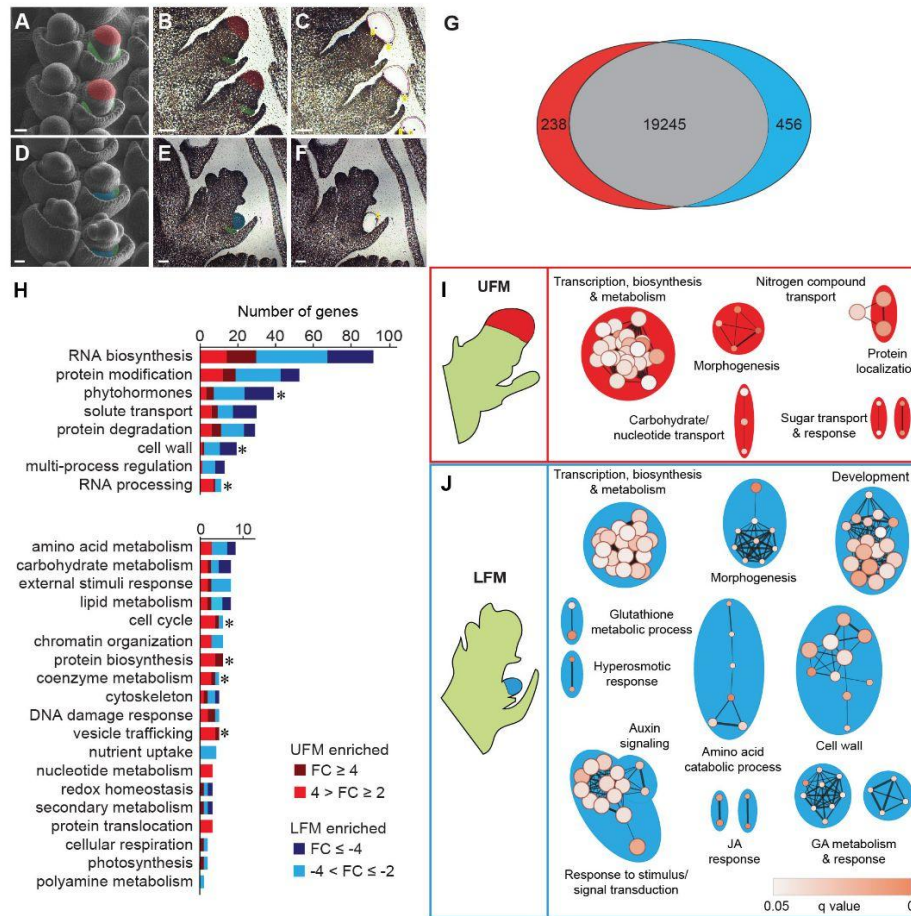 A
B
C
D
E
F
G
238
19245
456
H
Number of genes
0 20 40 60 80 100
RNA biosynthesis
protein modification
phytohormones *
solute transport
protein degradation
cell wall *
multi-process regulation
RNA processing *
0 10
amino acid metabolism
carbohydrate metabolism
external stimuli response
lipid metabolism
cell cycle *
chromatin organization
protein biosynthesis *
coenzyme metabolism *
cytoskeleton
DNA damage response
vesicle trafficking *
nutrient uptake
nucleotide metabolism
redox homeostasis
secondary metabolism
protein translocation
cellular respiration
photosynthesis
polyamine metabolism
UFM enriched
FC ≥ 4
4 > FC ≥ 2
LFM enriched
FC ≤ -4
-4 < FC ≤ -2
I
UFM
Transcription, biosynthesis
& metabolism
Morphogenesis
Nitrogen compound
transport
Protein
localization
Carbohydrate/
nucleotide transport
Sugar transport
& response
J
LFM
Transcription, biosynthesis
& metabolism
Morphogenesis
Development
Glutathione
metabolic process
Hyperosmotic
response
Amino acid
catabolic process
Cell wall
Auxin
signaling
Response to stimulus/
signal transduction
JA
response
GA metabolism
& response
0.05 q value 0